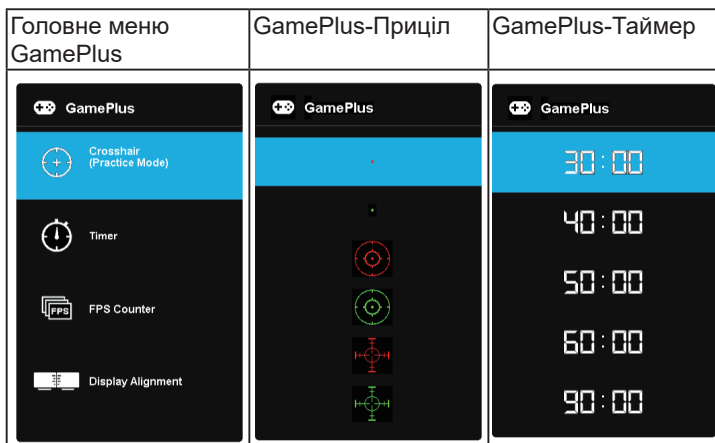 Головне меню
GamePlus
GamePlus-Приціл
GamePlus-Таймер
GamePlus
Crosshair
(Practice Mode)
Timer
FPS
FPS Counter
Display Alignment
GamePlus
GamePlus
30:00
40:00
50:00
60:00
90:00